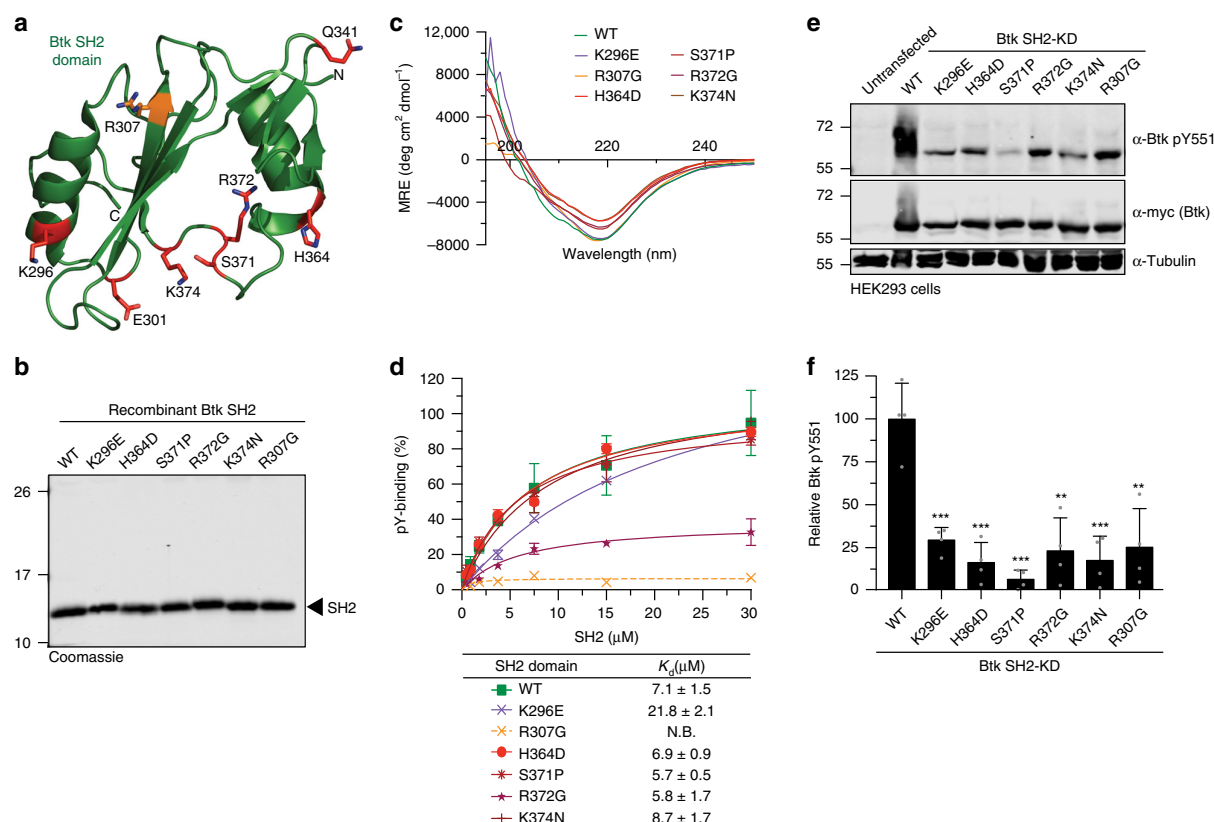 a
Btk SH2
domain
Q341
N
R307
R372
C
K296
K374
S371
H364
E301
b
Recombinant Btk SH2
WT
K296E
H364D
S371P
R372G
K374N
R307G
26
17
10
SH2
Coomassie
c
12,000
8000
4000
0
–4000
–8000
MRE (deg cm² dmol⁻¹)
WT
K296E
R307G
H364D
S371P
R372G
K374N
200
220
240
Wavelength (nm)
d
120
100
80
60
40
20
0
pY-binding (%)
0
5
10
15
20
25
30
SH2 (μM)
SH2 domain Kd(μM)
WT 7.1 ± 1.5
K296E 21.8 ± 2.1
R307G N.B.
H364D 6.9 ± 0.9
S371P 5.7 ± 0.5
R372G 5.8 ± 1.7
K374N 8.7 ± 1.7
e
Btk SH2-KD
Untransfected
WT
K296E
H364D
S371P
R372G
K374N
R307G
72
55
α-Btk pY551
72
55
α-myc (Btk)
55
α-Tubulin
HEK293 cells
f
125
100
75
50
25
0
Relative Btk pY551
***
***
***
**
***
**
WT
K296E
H364D
S371P
R372G
K374N
R307G
Btk SH2-KD